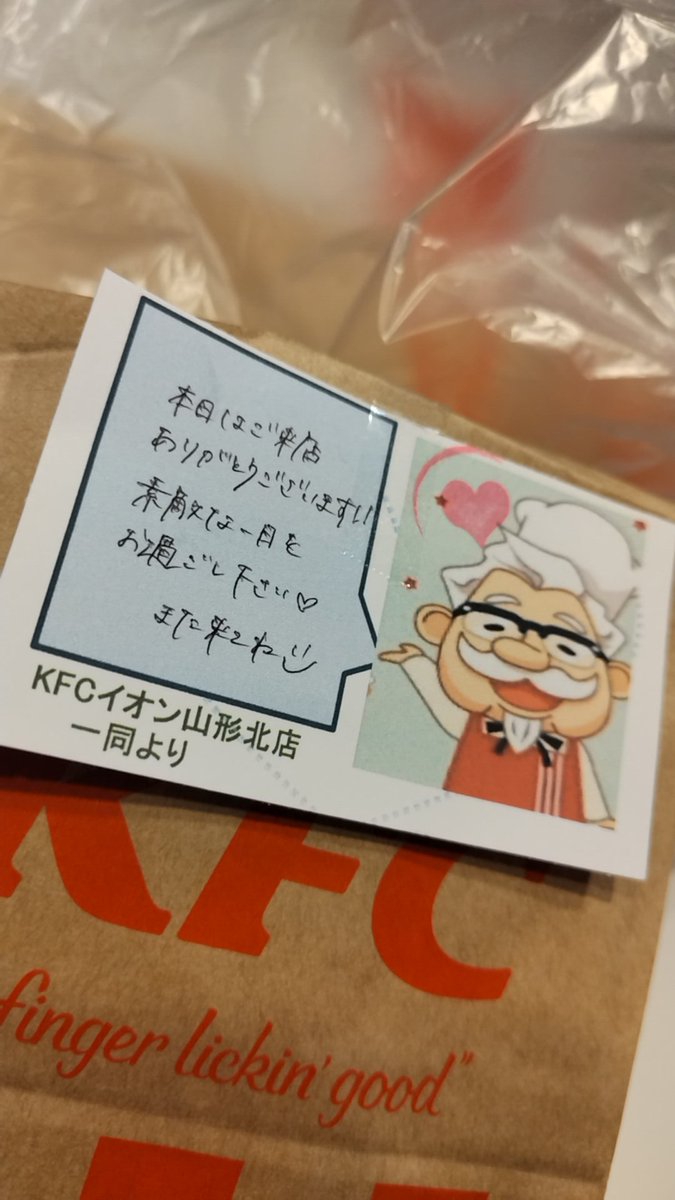 本日はご来店
ありがとうございます!!
素敵な一日を
お過ごし下さい♡
また来てね
KFCイオン山形北店
一同より
KFC
finger lickin' good"